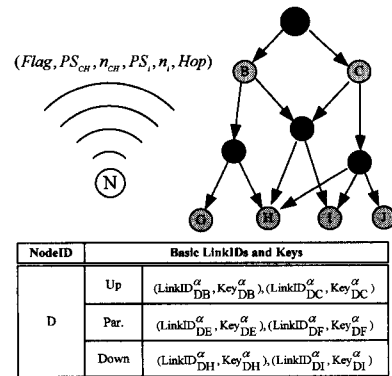 (Flag, PS_CH, n_CH, PS_i, n_i, Hop)
B
C
N
G
H
I
J
NodeID Basic LinkIDs and Keys
D
Up (LinkID^α_DB, Key^α_DB), (LinkID^α_DC, Key^α_DC)
Par. (LinkID^α_DE, Key^α_DE), (LinkID^α_DF, Key^α_DF)
Down (LinkID^α_DH, Key^α_DH), (LinkID^α_DI, Key^α_DI)